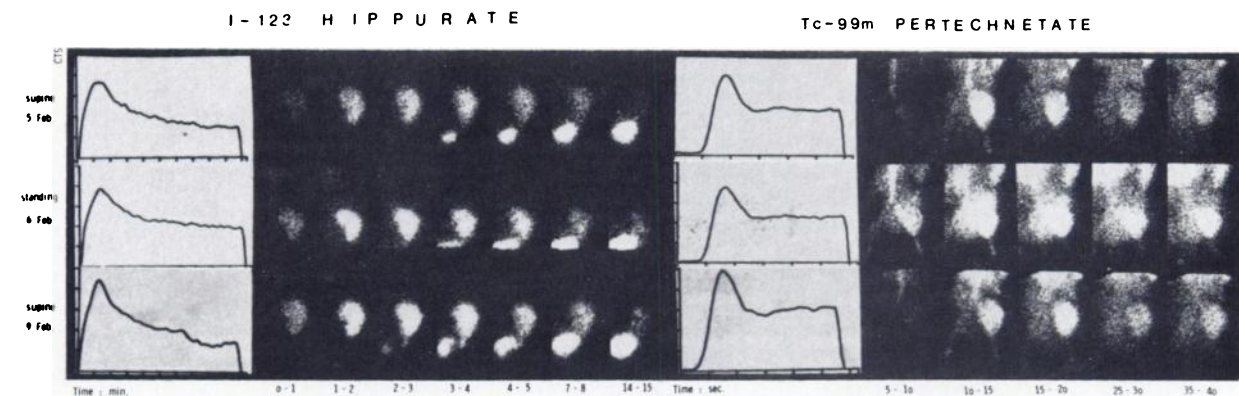 I-123 HIPPURATE
Tc-99m PERTECHNETATE
CTS
supine
5 Feb
standing
6 Feb
supine
9 Feb
Time : min.
0-1 1-2 2-3 3-4 4-5 7-8 14-15
Time : sec.
5-10 10-15 15-20 25-30 35-40